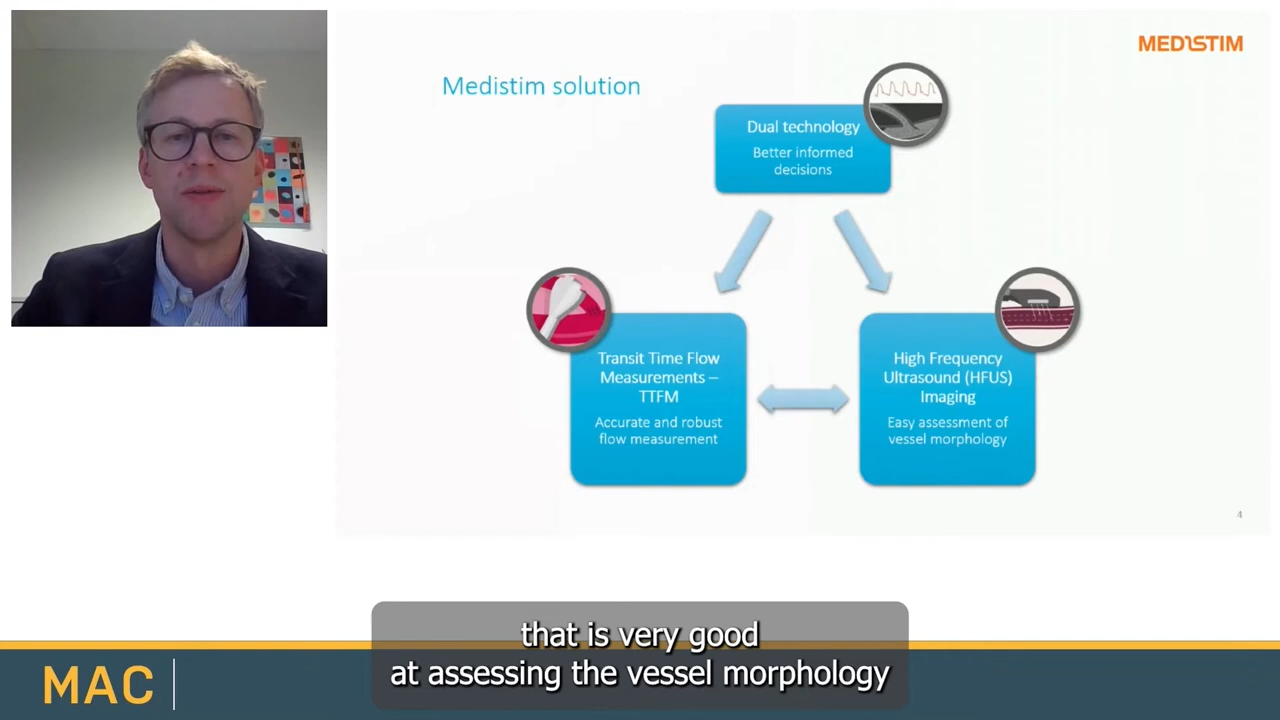 MEDISTIM
Medistim solution
Dual technology
Better informed
decisions
Transit Time Flow
Measurements –
TTFM
Accurate and robust
flow measurement
High Frequency
Ultrasound (HFUS)
Imaging
Easy assessment of
vessel morphology
4
that is very good
at assessing the vessel morphology
MAC